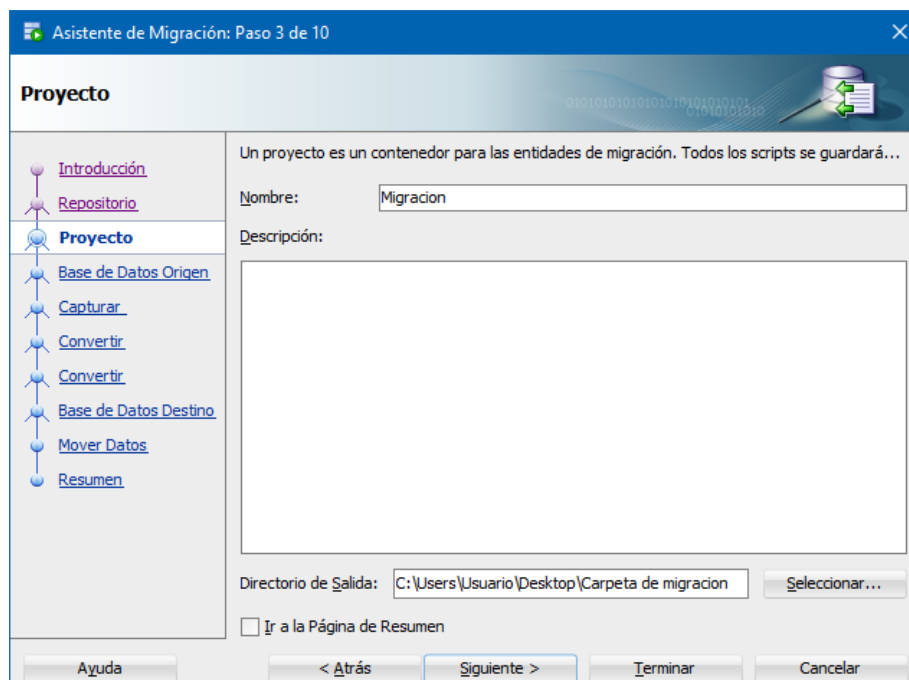 Asistente de Migración: Paso 3 de 10
Proyecto
Introducción
Repositorio
Proyecto
Base de Datos Origen
Capturar
Convertir
Convertir
Base de Datos Destino
Mover Datos
Resumen
Un proyecto es un contenedor para las entidades de migración. Todos los scripts se guardará...
Nombre: Migracion
Descripción:
Directorio de Salida: C:\Users\Usuario\Desktop\Carpeta de migracion Seleccionar...
Ir a la Página de Resumen
Ayuda < Atrás Siguiente > Terminar Cancelar